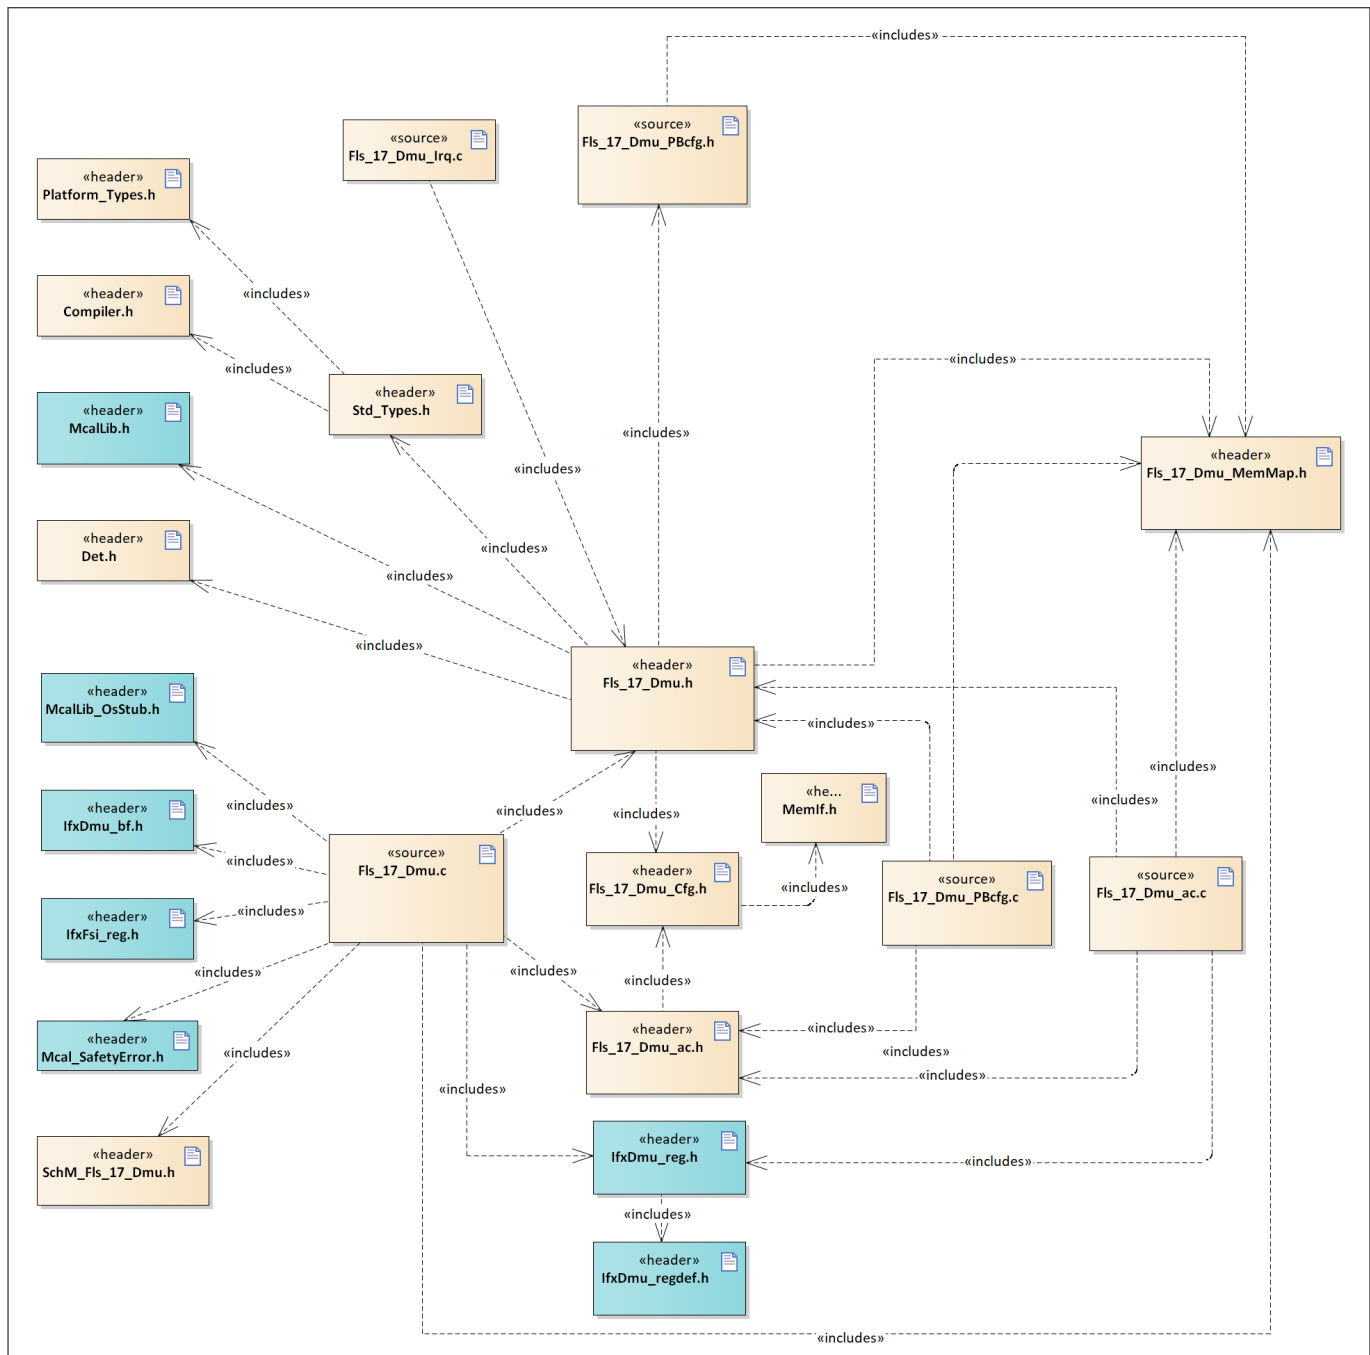 «includes»
«source»
Fls_17_Dmu_PBcfg.h
«source»
Fls_17_Dmu_Irq.c
«header»
Platform_Types.h
«includes»
«header»
Compiler.h
«includes»
«includes»
«header»
Std_Types.h
«header»
McalLib.h
«includes»
«header»
Fls_17_Dmu_MemMap.h
«includes»
«header»
Det.h
«includes»
«includes»
«includes»
«header»
Fls_17_Dmu.h
«header»
McalLib_OsStub.h
«includes»
«includes»
«includes»
«header»
IfxDmu_bf.h
«includes»
«includes»
«includes»
«he...
MemIf.h
«includes»
«source»
Fls_17_Dmu.c
«includes»
«header»
Fls_17_Dmu_Cfg.h
«includes»
«source»
Fls_17_Dmu_PBcfg.c
«source»
Fls_17_Dmu_ac.c
«header»
IfxFsi_reg.h
«includes»
«includes»
«includes»
«includes»
«header»
Mcal_SafetyError.h
«includes»
«header»
Fls_17_Dmu_ac.h
«includes»
«includes»
«includes»
«includes»
«header»
SchM_Fls_17_Dmu.h
«header»
IfxDmu_reg.h
«includes»
«includes»
«header»
IfxDmu_regdef.h
«includes»